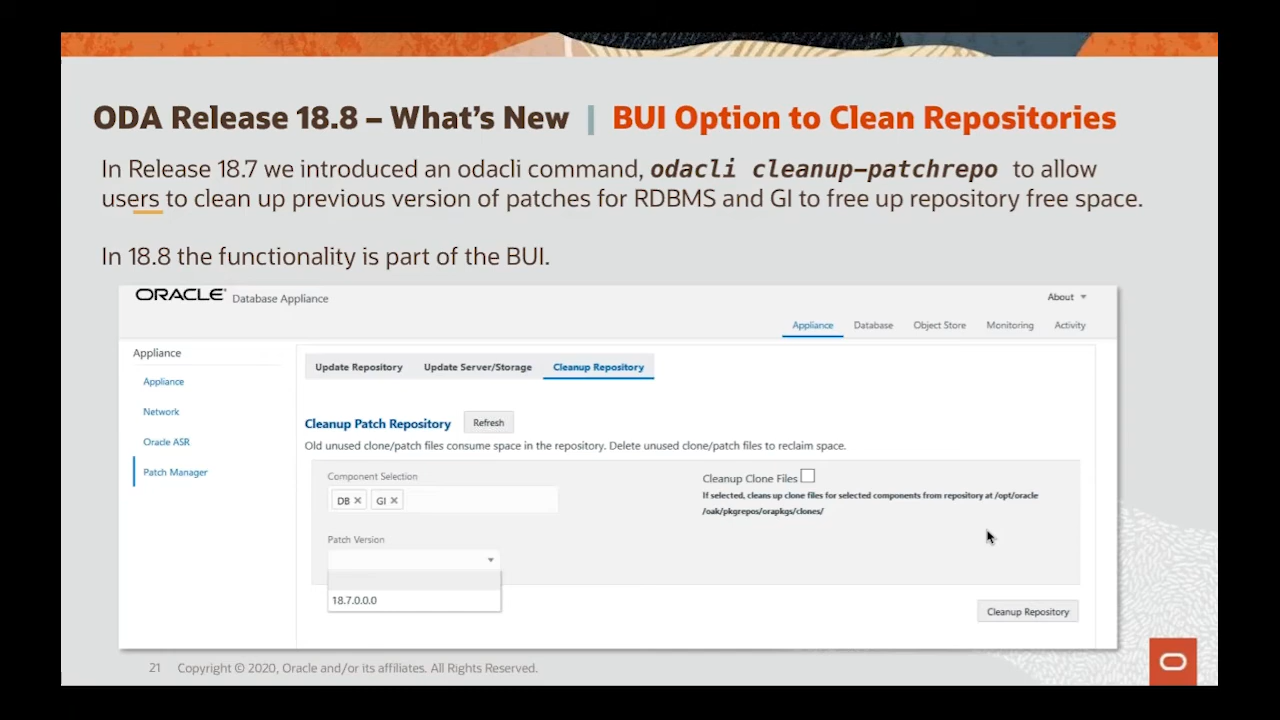 ODA Release 18.8 – What's New | BUI Option to Clean Repositories
In Release 18.7 we introduced an odacli command, odacli cleanup-patchrepo to allow
users to clean up previous version of patches for RDBMS and GI to free up repository free space.
In 18.8 the functionality is part of the BUI.
ORACLE Database Appliance
About
Appliance Database Object Store Monitoring Activity
Appliance
Appliance
Network
Oracle ASR
Patch Manager
Update Repository Update Server/Storage Cleanup Repository
Cleanup Patch Repository Refresh
Old unused clone/patch files consume space in the repository. Delete unused clone/patch files to reclaim space.
Component Selection
DB × GI ×
Patch Version
18.7.0.0.0
Cleanup Clone Files
If selected, cleans up clone files for selected components from repository at /opt/oracle
/oak/pkgrepos/orapkgs/clones/
Cleanup Repository
21 Copyright © 2020, Oracle and/or its affiliates. All Rights Reserved.